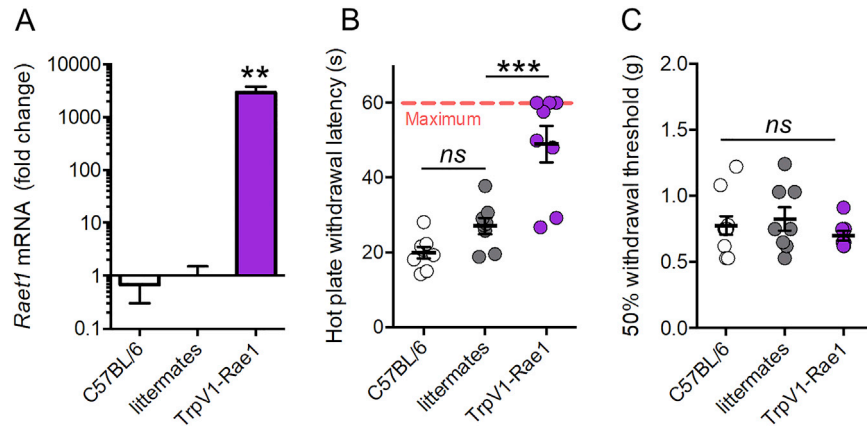 A
Raet1 mRNA (fold change)
10000
1000
100
10
1
0.1
**
C57BL/6
littermates
TrpV1-Rae1
B
Hot plate withdrawal latency (s)
60
40
20
0
***
Maximum
ns
C57BL/6
littermates
TrpV1-Rae1
C
50% withdrawal threshold (g)
2.0
1.5
1.0
0.5
0.0
ns
C57BL/6
littermates
TrpV1-Rae1